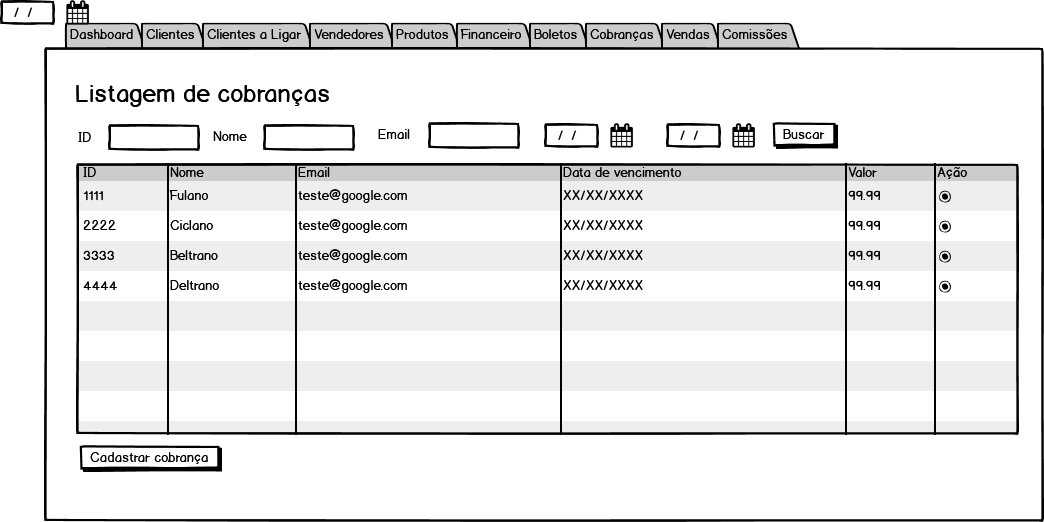 / /
Dashboard Clientes Clientes a Ligar Vendedores Produtos Financeiro Boletos Cobranças Vendas Comissões
Listagem de cobranças
ID Nome Email / / / / Buscar
ID Nome Email Data de vencimento Valor Ação
1111 Fulano teste@google.com XX/XX/XXXX 99.99
2222 Ciclano teste@google.com XX/XX/XXXX 99.99
3333 Beltrano teste@google.com XX/XX/XXXX 99.99
4444 Deltrano teste@google.com XX/XX/XXXX 99.99
Cadastrar cobrança